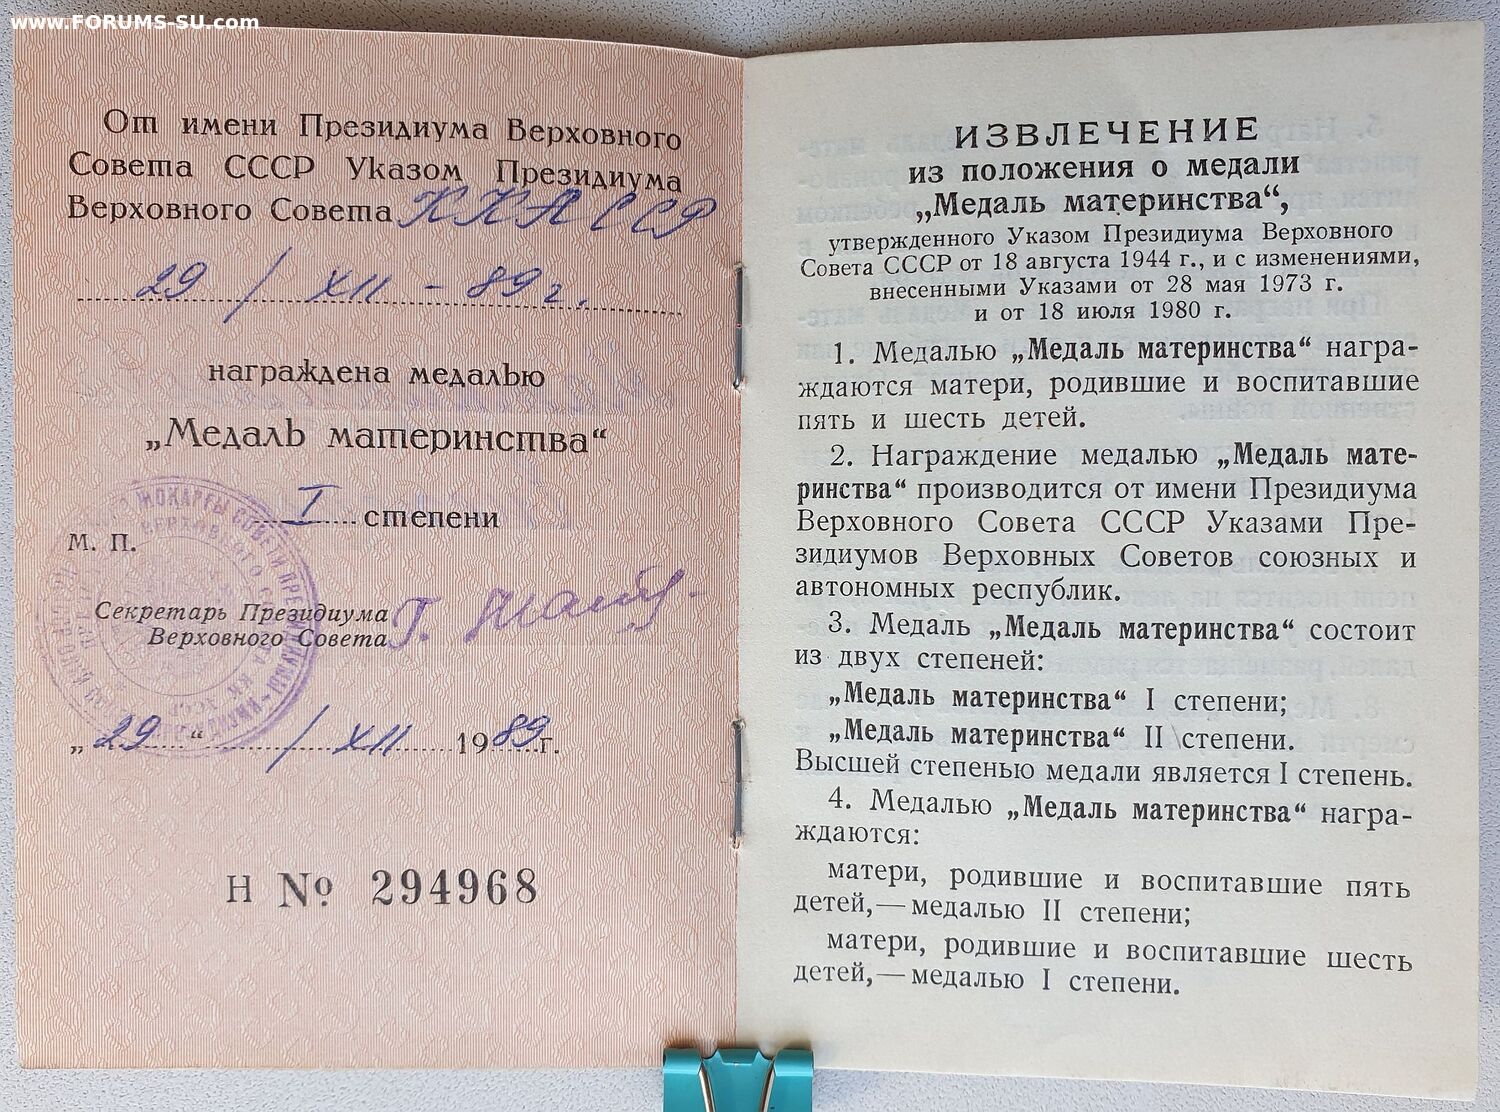 www.FORUMS-SU.com
От имени Президиума Верховного
Совета СССР Указом Президиума
Верховного Совета ККАССР
29 / XII - 89 г.
награждена медалью
„Медаль материнства“
I степени
М. П.
Секретарь Президиума
Верховного Совета
„29“ / XII 1989 г.
Н № 294968
ИЗВЛЕЧЕНИЕ
из положения о медали
„Медаль материнства“,
утвержденного Указом Президиума Верховного
Совета СССР от 18 августа 1944 г., и с изменениями,
внесенными Указами от 28 мая 1973 г.
и от 18 июля 1980 г.
1. Медалью „Медаль материнства“ награ-
ждаются матери, родившие и воспитавшие
пять и шесть детей.
2. Награждение медалью „Медаль мате-
ринства“ производится от имени Президиума
Верховного Совета СССР Указами Пре-
зидиумов Верховных Советов союзных и
автономных республик.
3. Медаль „Медаль материнства“ состоит
из двух степеней:
„Медаль материнства“ I степени;
„Медаль материнства“ II степени.
Высшей степенью медали является I степень.
4. Медалью „Медаль материнства“ награ-
ждаются:
матери, родившие и воспитавшие пять
детей,—медалью II степени;
матери, родившие и воспитавшие шесть
детей,—медалью I степени.